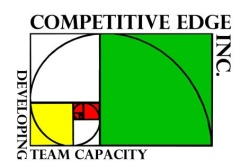 COMPETITIVE EDGE
INC.
DEVELOPING
TEAM CAPACITY